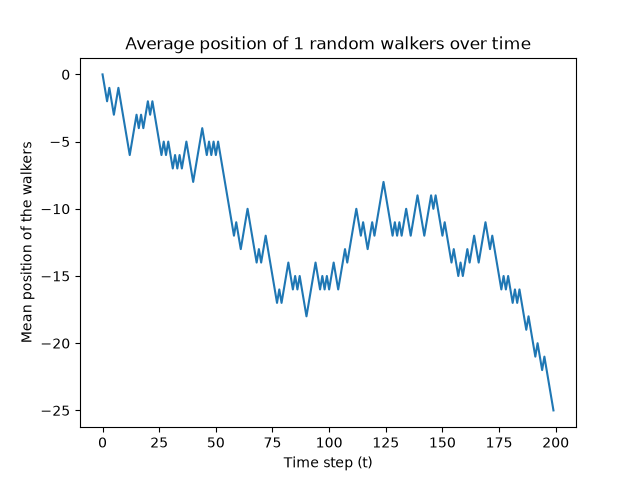 Average position of 1 random walkers over time
Mean position of the walkers
0
−5
−10
−15
−20
−25
0 25 50 75 100 125 150 175 200
Time step (t)